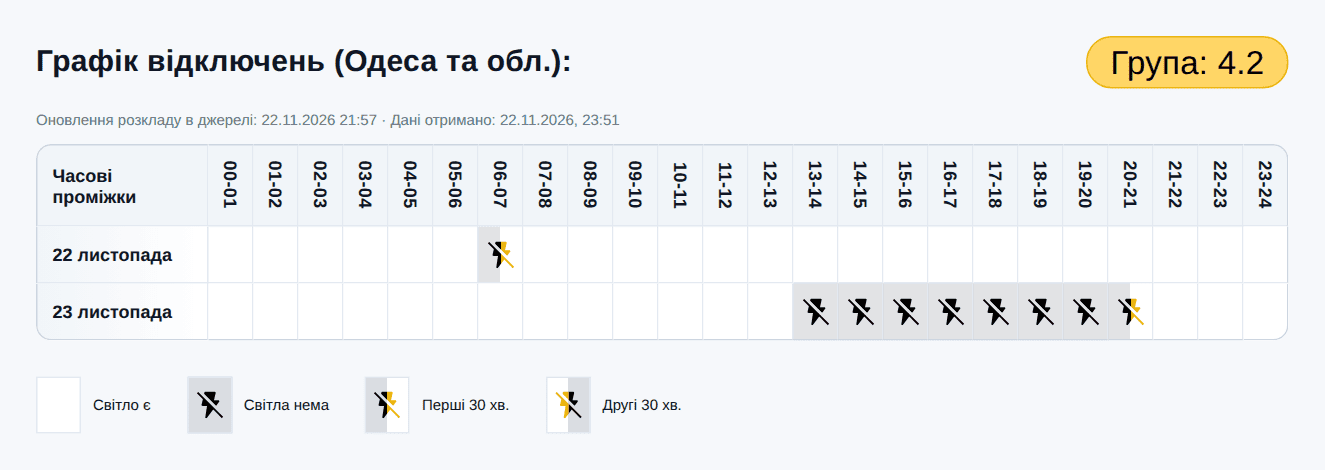 Графік відключень (Одеса та обл.):
Група: 4.2
Оновлення розкладу в джерелі: 22.11.2026 21:57 · Дані отримано: 22.11.2026, 23:51
Часові
проміжки
00-01
01-02
02-03
03-04
04-05
05-06
06-07
07-08
08-09
09-10
10-11
11-12
12-13
13-14
14-15
15-16
16-17
17-18
18-19
19-20
20-21
21-22
22-23
23-24
22 листопада
23 листопада
Світло є
Світла нема
Перші 30 хв.
Другі 30 хв.